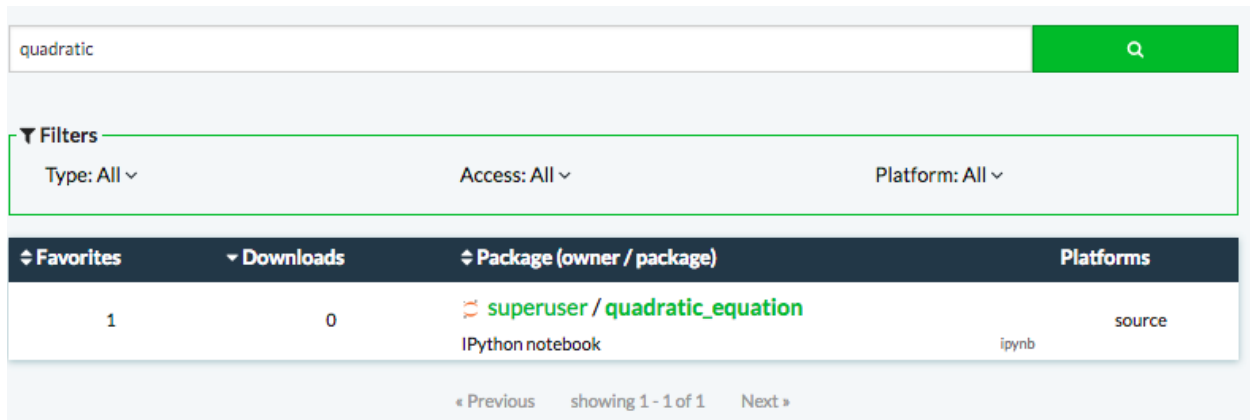 quadratic
Filters
Type: All Access: All Platform: All
Favorites Downloads Package (owner / package) Platforms
1 0 superuser / quadratic_equation source
IPython notebook ipynb
« Previous showing 1 - 1 of 1 Next »